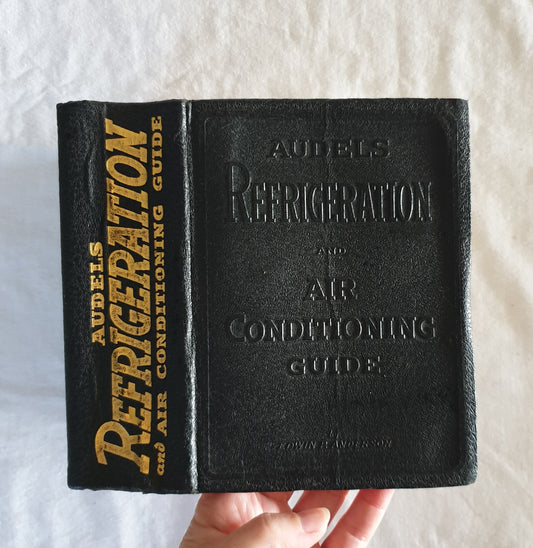 AUDELS
REFRIGERATION
and AIR CONDITIONING GUIDE
AUDELS
REFRIGERATION
AND
AIR
CONDITIONING
GUIDE
EDWIN P. ANDERSON